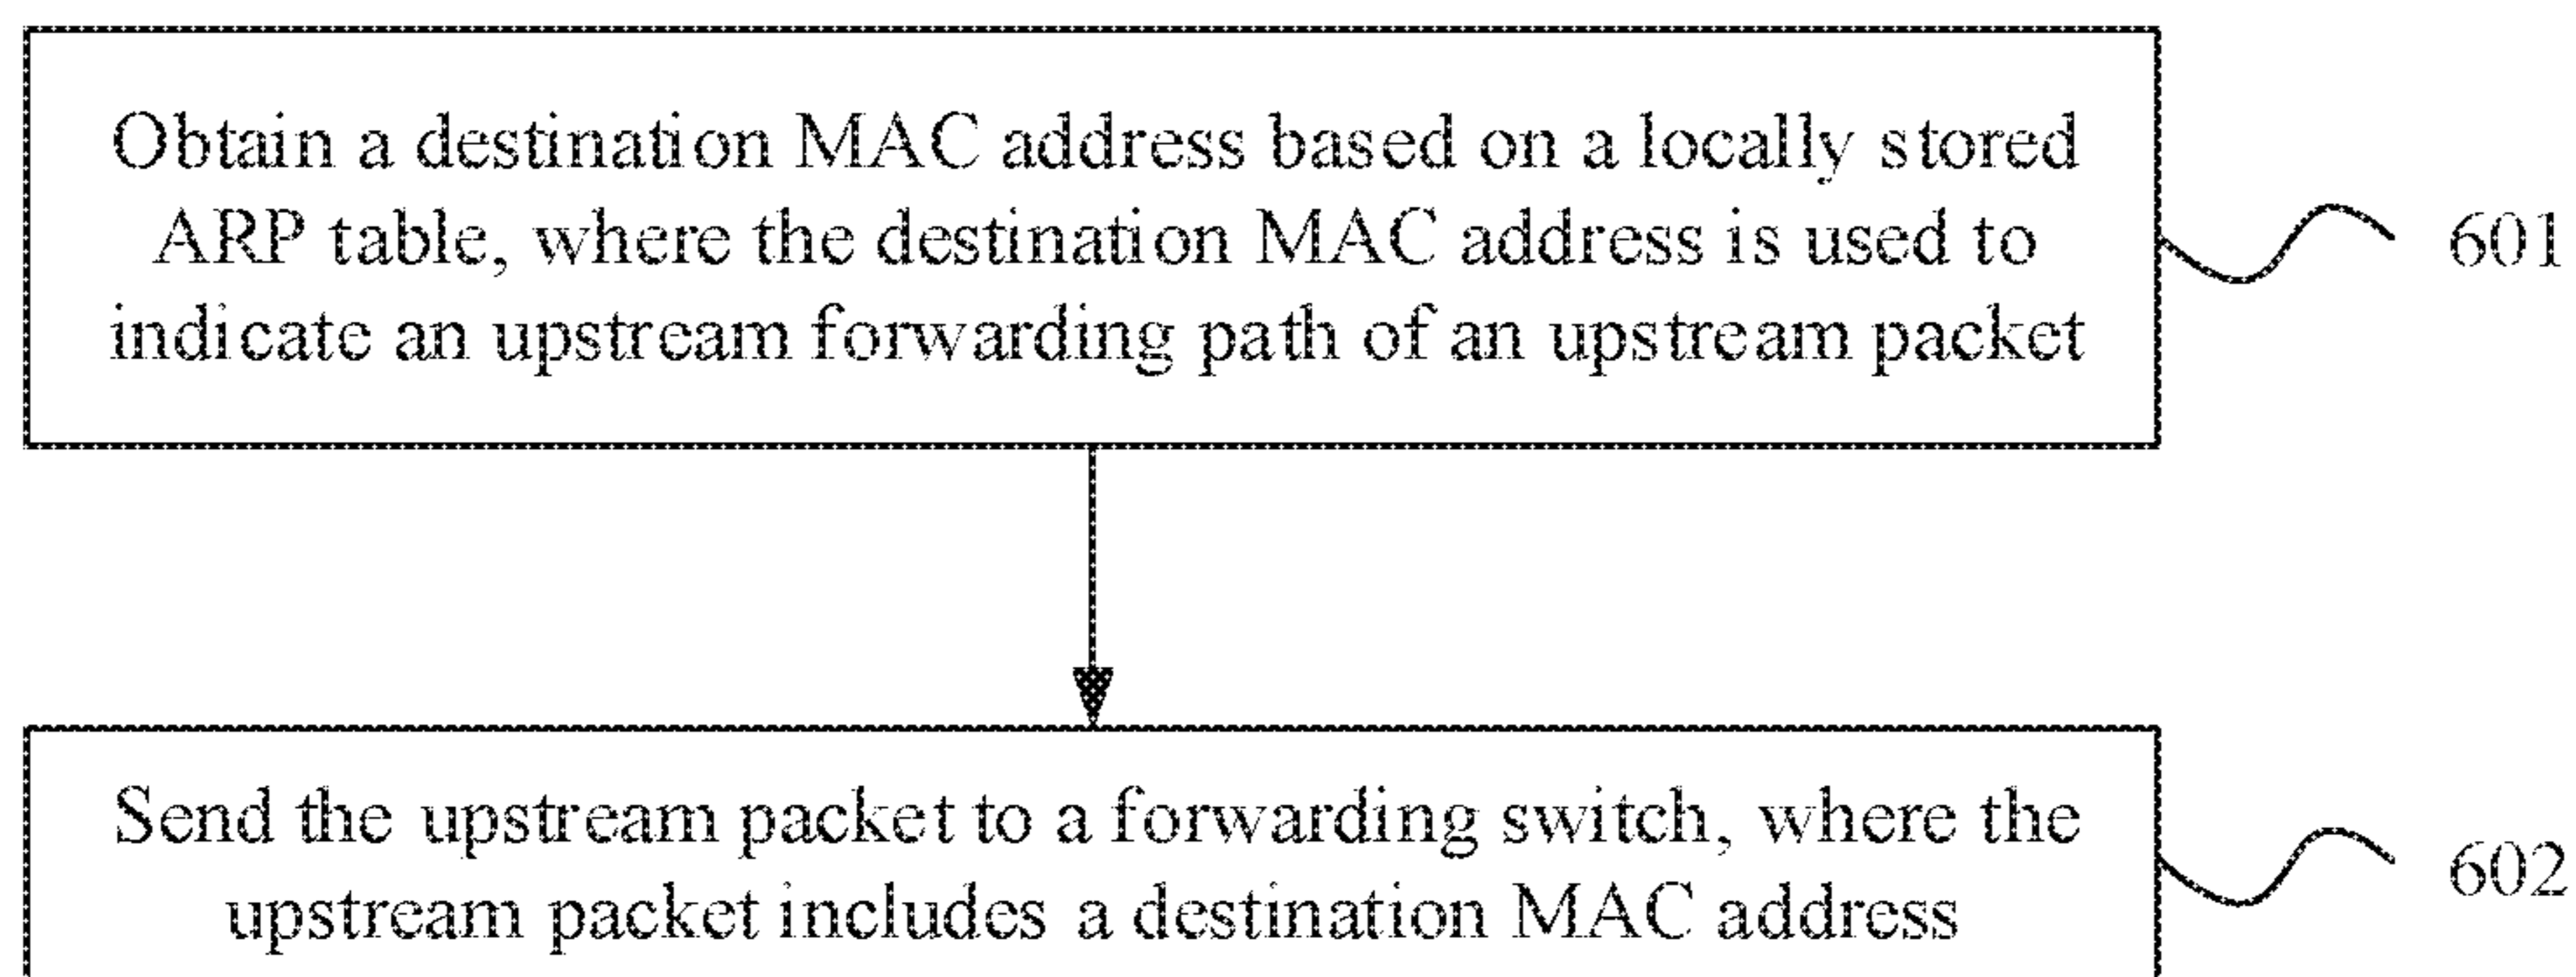 Obtain a destination MAC address based on a locally stored
ARP table, where the destination MAC address is used to
indicate an upstream forwarding path of an upstream packet
601
Send the upstream packet to a forwarding switch, where the
upstream packet includes a destination MAC address
602